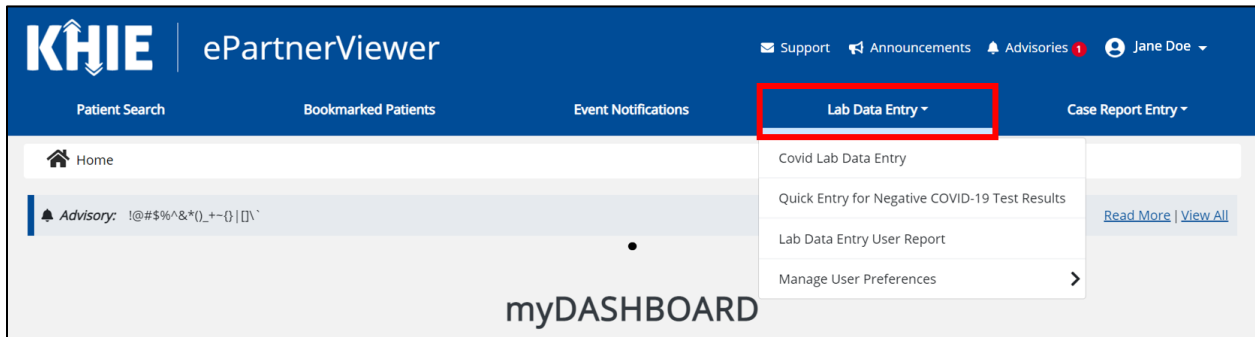 KHIE ePartnerViewer Support Announcements Advisories 1 Jane Doe
Patient Search Bookmarked Patients Event Notifications Lab Data Entry Case Report Entry
Home
Covid Lab Data Entry
Quick Entry for Negative COVID-19 Test Results
Advisory: !@#$%^&*()_+~{}|[]\` Read More | View All
Lab Data Entry User Report
Manage User Preferences
myDASHBOARD